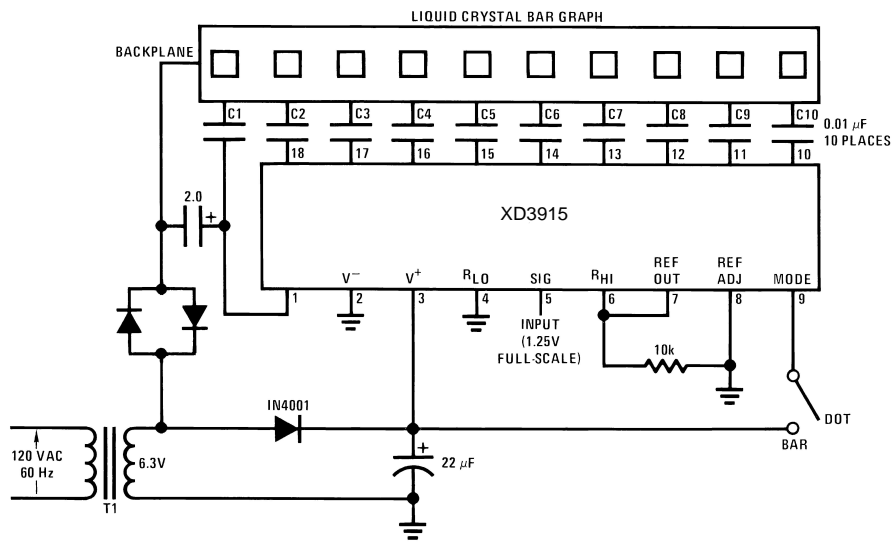 LIQUID CRYSTAL BAR GRAPH
BACKPLANE
C1 C2 C3 C4 C5 C6 C7 C8 C9 C10
0.01 μF
10 PLACES
18 17 16 15 14 13 12 11 10
2.0
+
XD3915
V⁻ V⁺ RLO SIG RHI REF OUT REF ADJ MODE
1 2 3 4 5 6 7 8 9
INPUT
(1.25V
FULL-SCALE)
10k
IN4001
DOT
BAR
+
22 μF
120 VAC
60 Hz
6.3V
T1